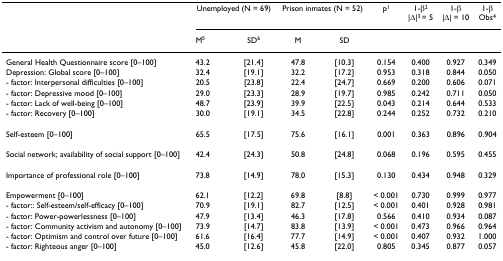 Unemployed (N = 69) Prison inmates (N = 52) p1 1-β2 |Δ|3 = 5 1-β |Δ| = 10 1-β Obs4
M5 SD6 M SD
General Health Questionnaire score [0–100] 43.2 [21.4] 47.8 [10.3] 0.154 0.400 0.927 0.349
Depression: Global score [0–100] 32.4 [19.1] 32.2 [17.2] 0.953 0.318 0.844 0.050
- factor: Interpersonal difficulties [0–100] 20.5 [23.8] 22.4 [24.7] 0.669 0.200 0.606 0.071
- factor: Depressive mood [0–100] 29.0 [23.3] 28.9 [19.7] 0.985 0.242 0.711 0.050
- factor: Lack of well-being [0–100] 48.7 [23.9] 39.9 [22.5] 0.043 0.214 0.644 0.533
- factor: Recovery [0–100] 30.0 [19.1] 34.5 [22.8] 0.244 0.252 0.732 0.210
Self-esteem [0–100] 65.5 [17.5] 75.6 [16.1] 0.001 0.363 0.896 0.904
Social network; availability of social support [0–100] 42.4 [24.3] 50.8 [24.8] 0.068 0.196 0.595 0.455
Importance of professional role [0–100] 73.8 [14.9] 78.0 [15.3] 0.130 0.434 0.948 0.329
Empowerment [0–100] 62.1 [12.2] 69.8 [8.8] < 0.001 0.730 0.999 0.977
- factor:: Self-esteem/self-efficacy [0–100] 70.9 [19.1] 82.7 [12.5] < 0.001 0.401 0.928 0.981
- factor: Power-powerlessness [0–100] 47.9 [13.4] 46.3 [17.8] 0.566 0.410 0.934 0.087
- factor: Community activism and autonomy [0–100] 73.9 [14.7] 83.8 [13.9] < 0.001 0.473 0.966 0.964
- factor: Optimism and control over future [0–100] 61.6 [16.4] 77.7 [14.9] < 0.001 0.407 0.932 1.000
- factor: Righteous anger [0–100] 45.0 [12.6] 45.8 [22.0] 0.805 0.345 0.877 0.057